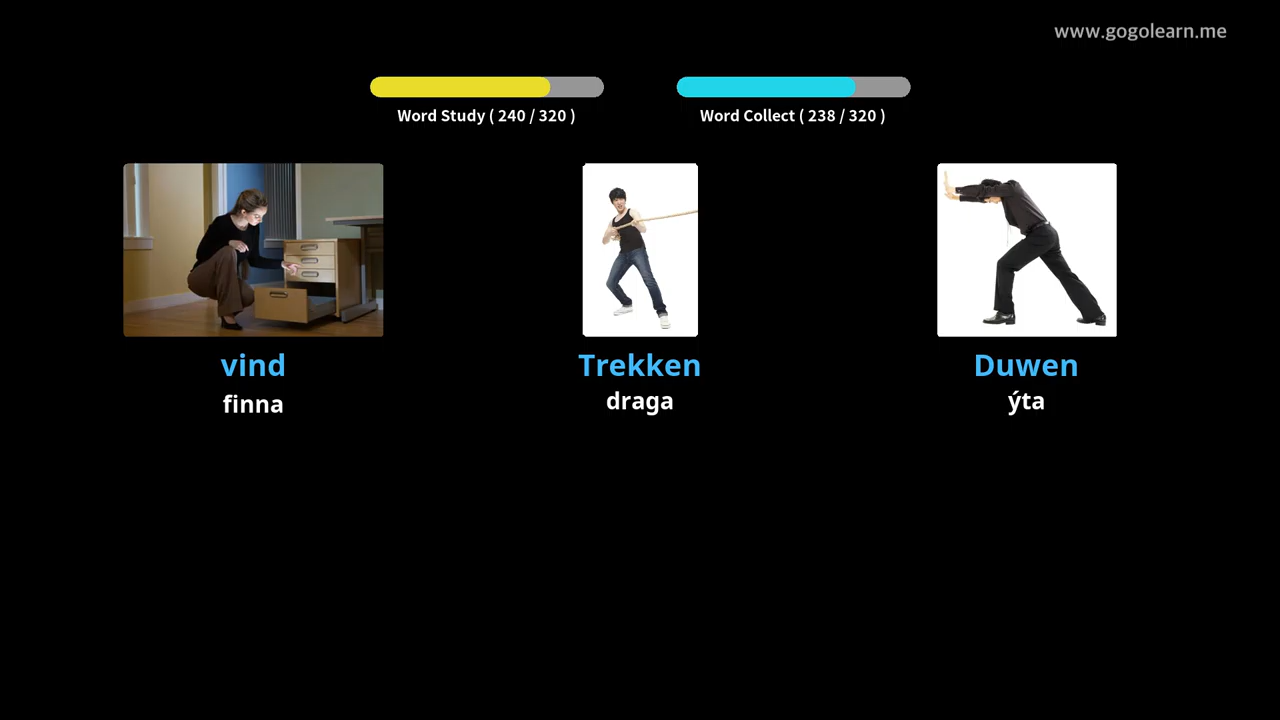 www.gogolearn.me
Word Study ( 240 / 320 )
Word Collect ( 238 / 320 )
vind
Trekken
Duwen
finna
draga
ýta